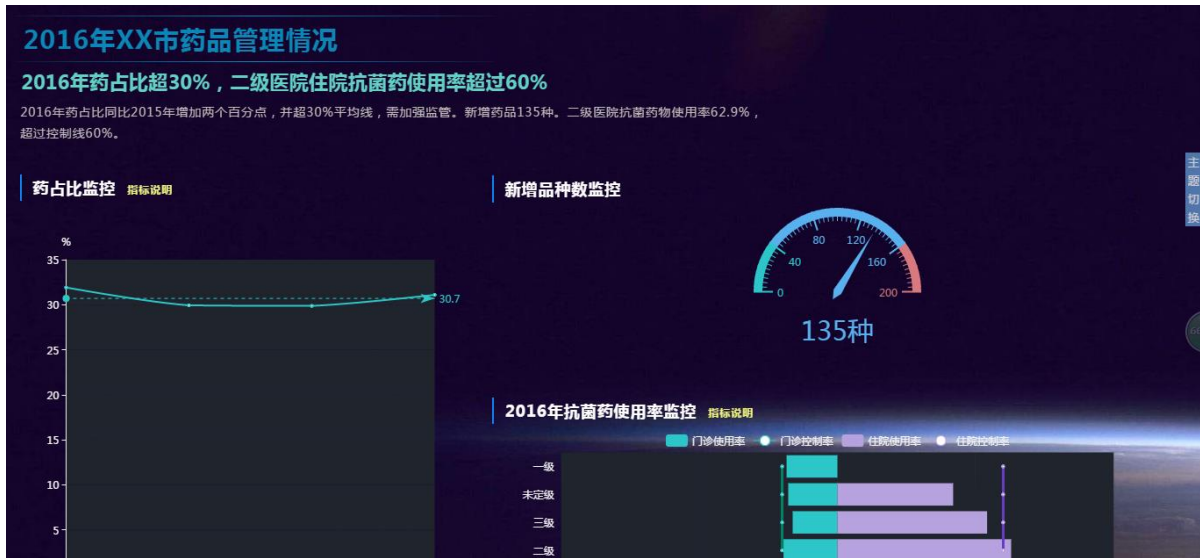 2016年XX市药品管理情况
2016年药占比超30%，二级医院住院抗菌药使用率超过60%
2016年药占比同比2015年增加两个百分点，并超30%平均线，需加强监管。新增药品135种。二级医院抗菌药物使用率62.9%，
超过控制线60%。
主题切换
药占比监控 指标说明
%
35
30
25
20
15
10
5
30.7
新增品种数监控
0
40
80
120
160
200
135种
2016年抗菌药使用率监控 指标说明
门诊使用率 门诊控制率 住院使用率 住院控制率
一级
未定级
三级
二级